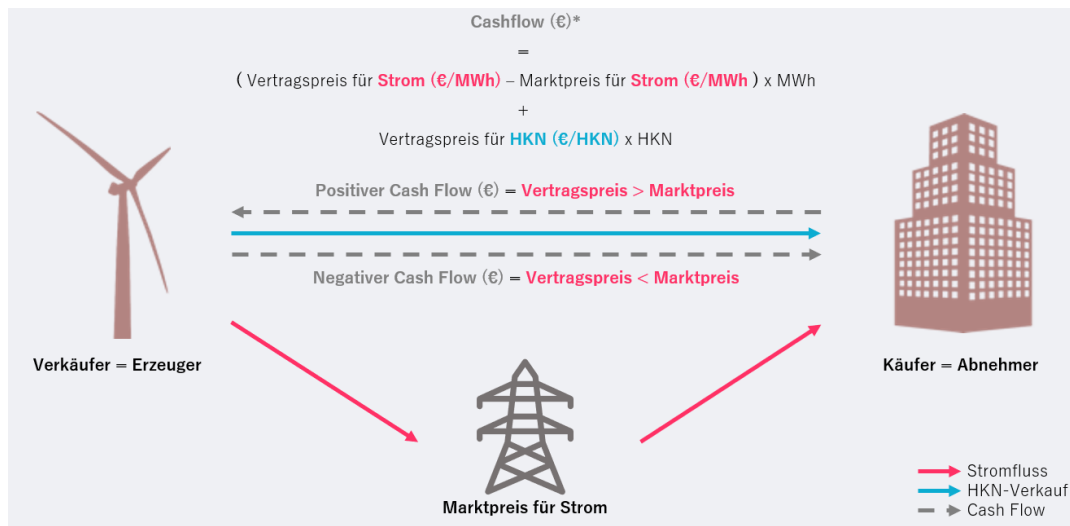 Cashflow (€)*
=
( Vertragspreis für Strom (€/MWh) – Marktpreis für Strom (€/MWh ) x MWh
+
Vertragspreis für HKN (€/HKN) x HKN
Positiver Cash Flow (€) = Vertragspreis > Marktpreis
Negativer Cash Flow (€) = Vertragspreis < Marktpreis
Verkäufer = Erzeuger
Käufer = Abnehmer
Marktpreis für Strom
Stromfluss
HKN-Verkauf
Cash Flow